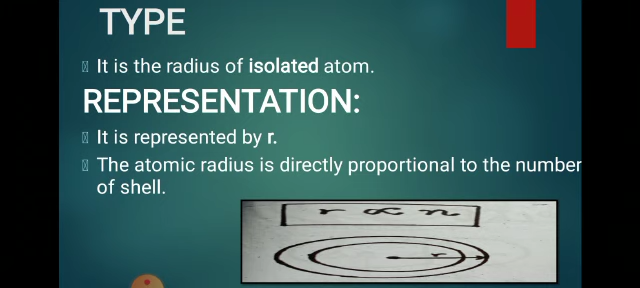 TYPE
It is the radius of isolated atom.
REPRESENTATION:
It is represented by r.
The atomic radius is directly proportional to the number
of shell.
r ∝ n
r